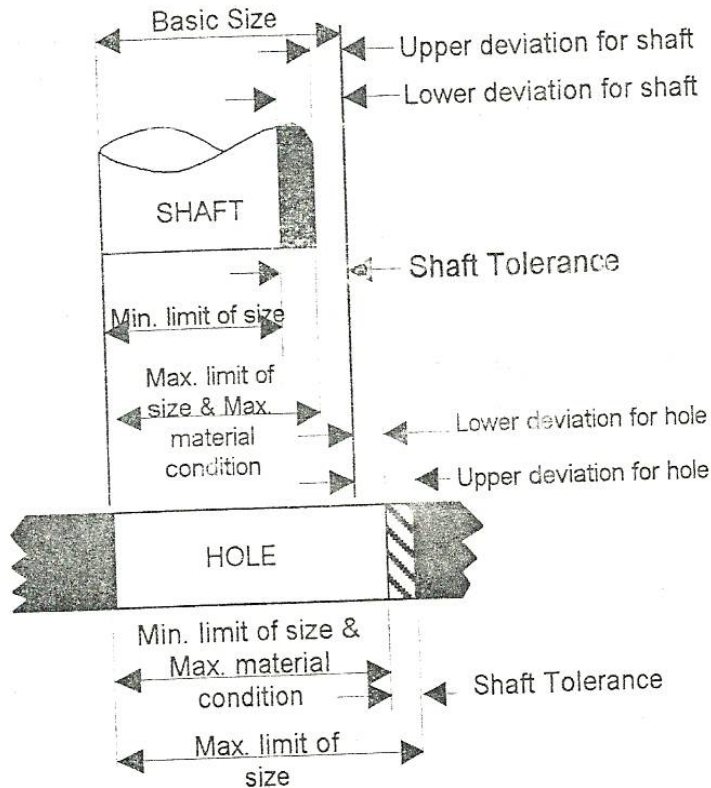 Basic Size
Upper deviation for shaft
Lower deviation for shaft
SHAFT
Shaft Tolerance
Min. limit of size
Max. limit of
size & Max.
material
condition
Lower deviation for hole
Upper deviation for hole
HOLE
Min. limit of size &
Max. material
condition
Shaft Tolerance
Max. limit of
size